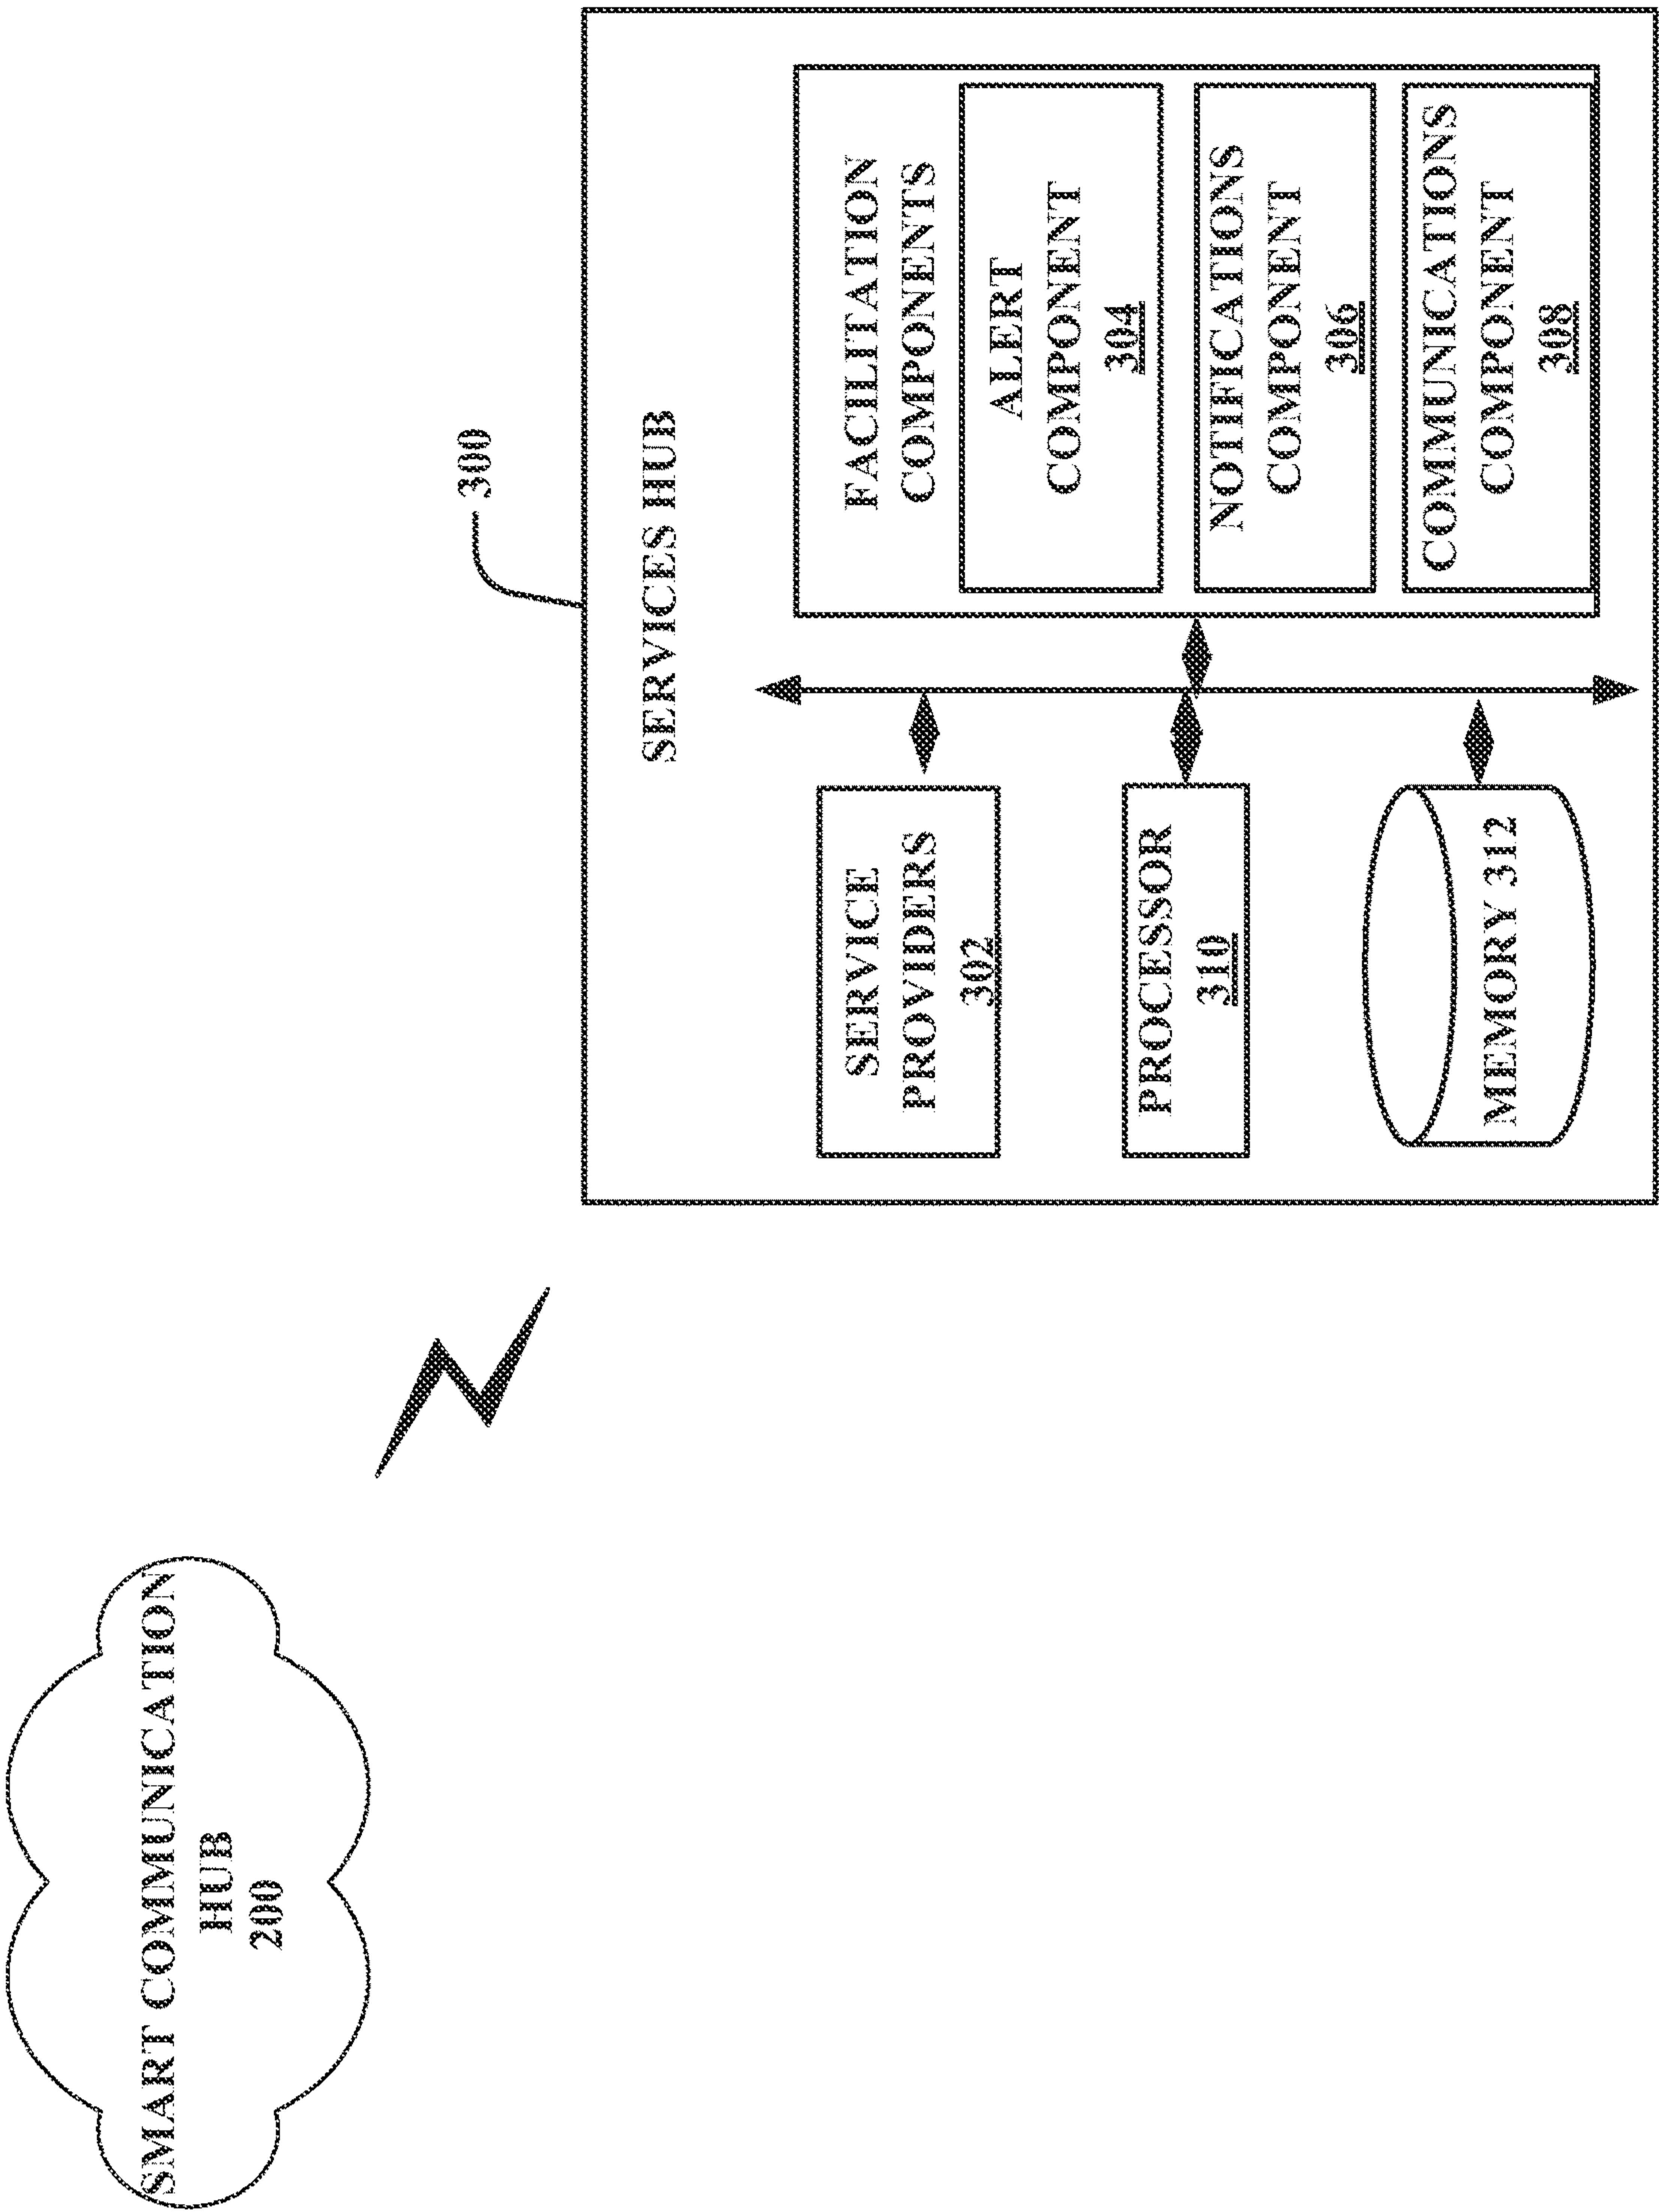 SMART COMMUNICATION
HUB
200
300
SERVICES HUB
SERVICE
PROVIDERS
302
PROCESSOR
310
MEMORY 312
FACILITATION
COMPONENTS
ALERT
COMPONENT
304
NOTIFICATIONS
COMPONENT
306
COMMUNICATIONS
COMPONENT
308